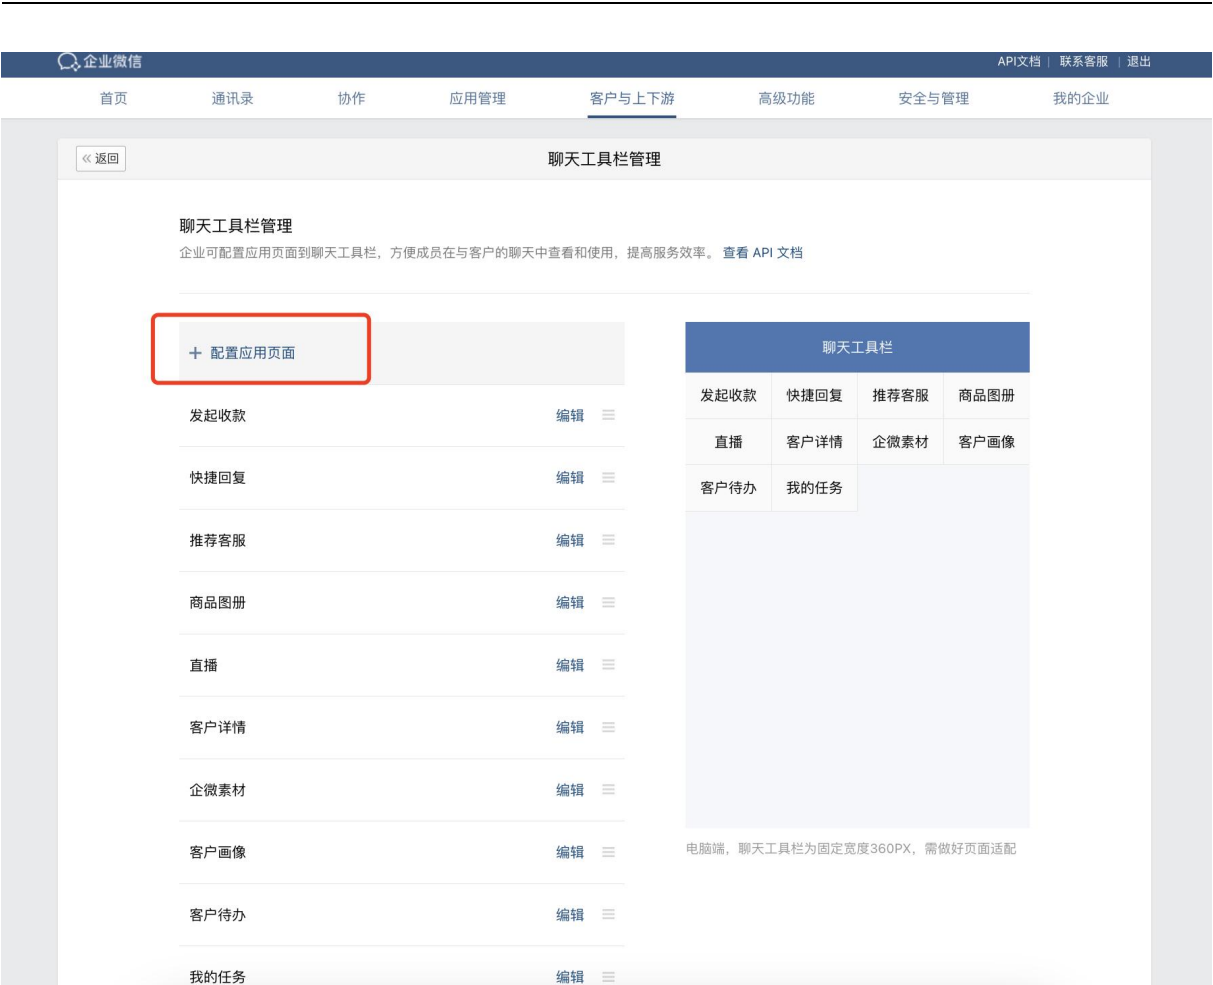 企业微信
API文档 | 联系客服 | 退出
首页 通讯录 协作 应用管理 客户与上下游 高级功能 安全与管理 我的企业
« 返回
聊天工具栏管理
聊天工具栏管理
企业可配置应用页面到聊天工具栏，方便成员在与客户的聊天中查看和使用，提高服务效率。 查看 API 文档
+ 配置应用页面
发起收款 编辑
快捷回复 编辑
推荐客服 编辑
商品图册 编辑
直播 编辑
客户详情 编辑
企微素材 编辑
客户画像 编辑
客户待办 编辑
我的任务 编辑
聊天工具栏
发起收款 快捷回复 推荐客服 商品图册
直播 客户详情 企微素材 客户画像
客户待办 我的任务
电脑端，聊天工具栏为固定宽度360PX，需做好页面适配